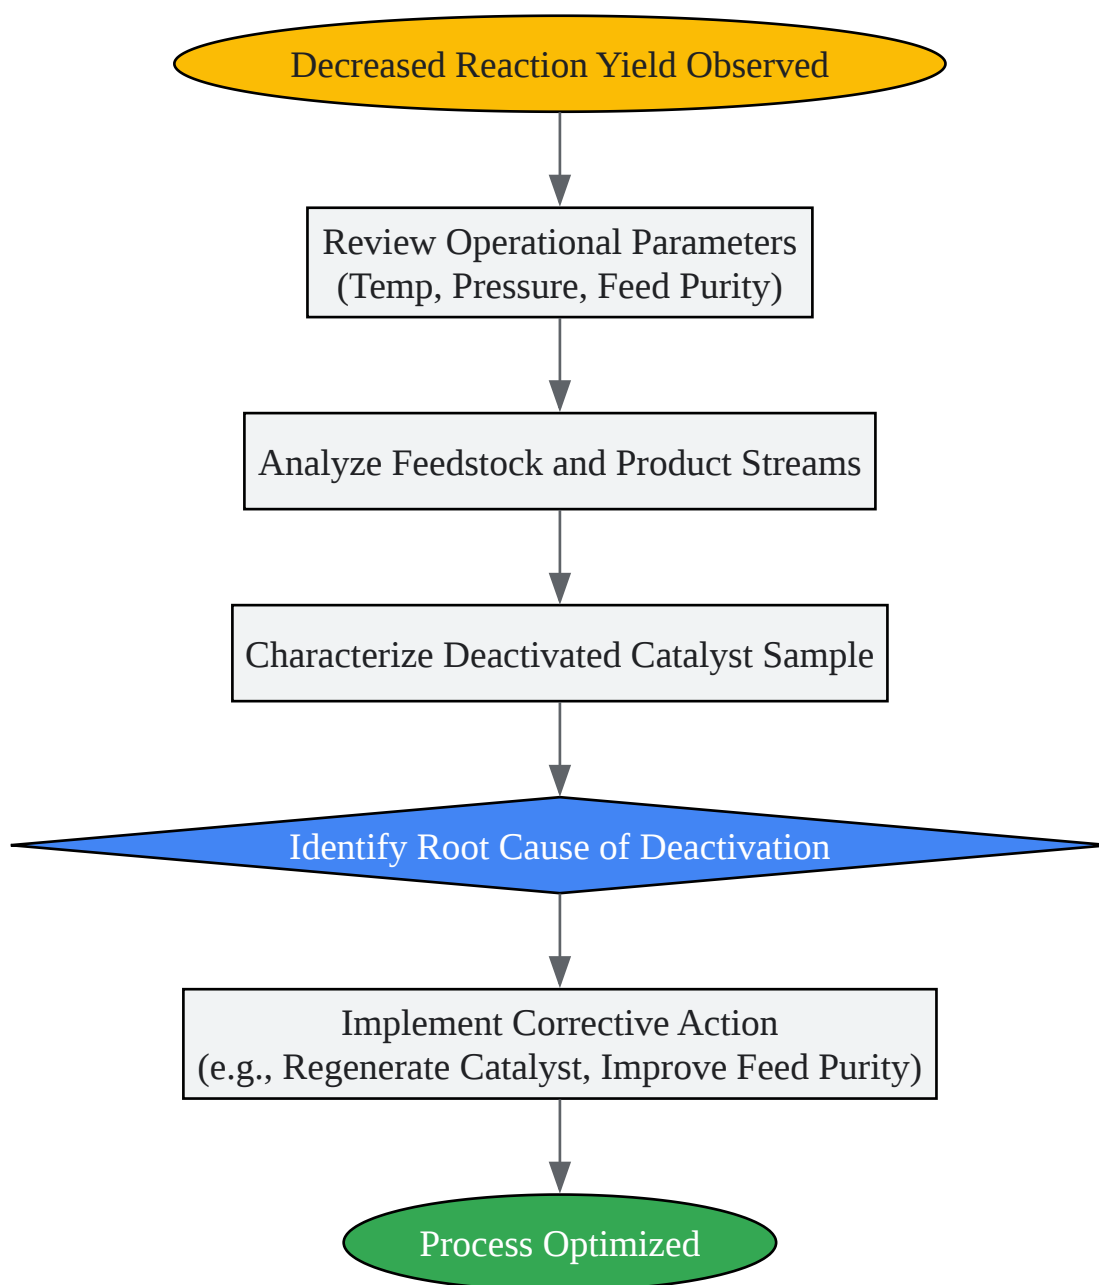 Decreased Reaction Yield Observed
Review Operational Parameters
(Temp, Pressure, Feed Purity)
Analyze Feedstock and Product Streams
Characterize Deactivated Catalyst Sample
Identify Root Cause of Deactivation
Implement Corrective Action
(e.g., Regenerate Catalyst, Improve Feed Purity)
Process Optimized